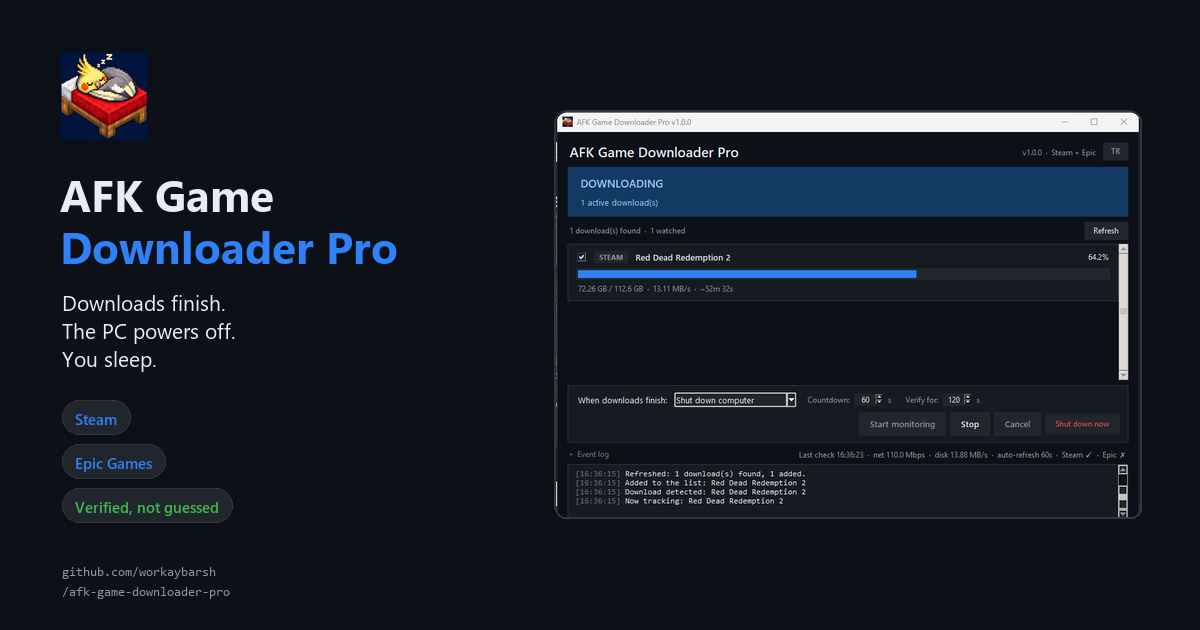 z z Z
AFK Game
Downloader Pro
Downloads finish.
The PC powers off.
You sleep.
Steam
Epic Games
Verified, not guessed
github.com/workaybarsh
/afk-game-downloader-pro
AFK Game Downloader Pro v1.0.0
AFK Game Downloader Pro
v1.0.0 · Steam + Epic TR
DOWNLOADING
1 active download(s)
1 download(s) found · 1 watched Refresh
STEAM Red Dead Redemption 2 64.2%
72.26 GB / 112.6 GB · 13.11 MB/s · ~52m 32s
When downloads finish: Shut down computer Countdown: 60 s Verify for: 120 s
Start monitoring Stop Cancel Shut down now
Event log Last check 16:36:23 · net 110.0 Mbps · disk 13.88 MB/s · auto-refresh 60s · Steam ✓ · Epic ✗
[16:36:15] Refreshed: 1 download(s) found, 1 added.
[16:36:15] Added to the list: Red Dead Redemption 2
[16:36:15] Download detected: Red Dead Redemption 2
[16:36:15] Now tracking: Red Dead Redemption 2